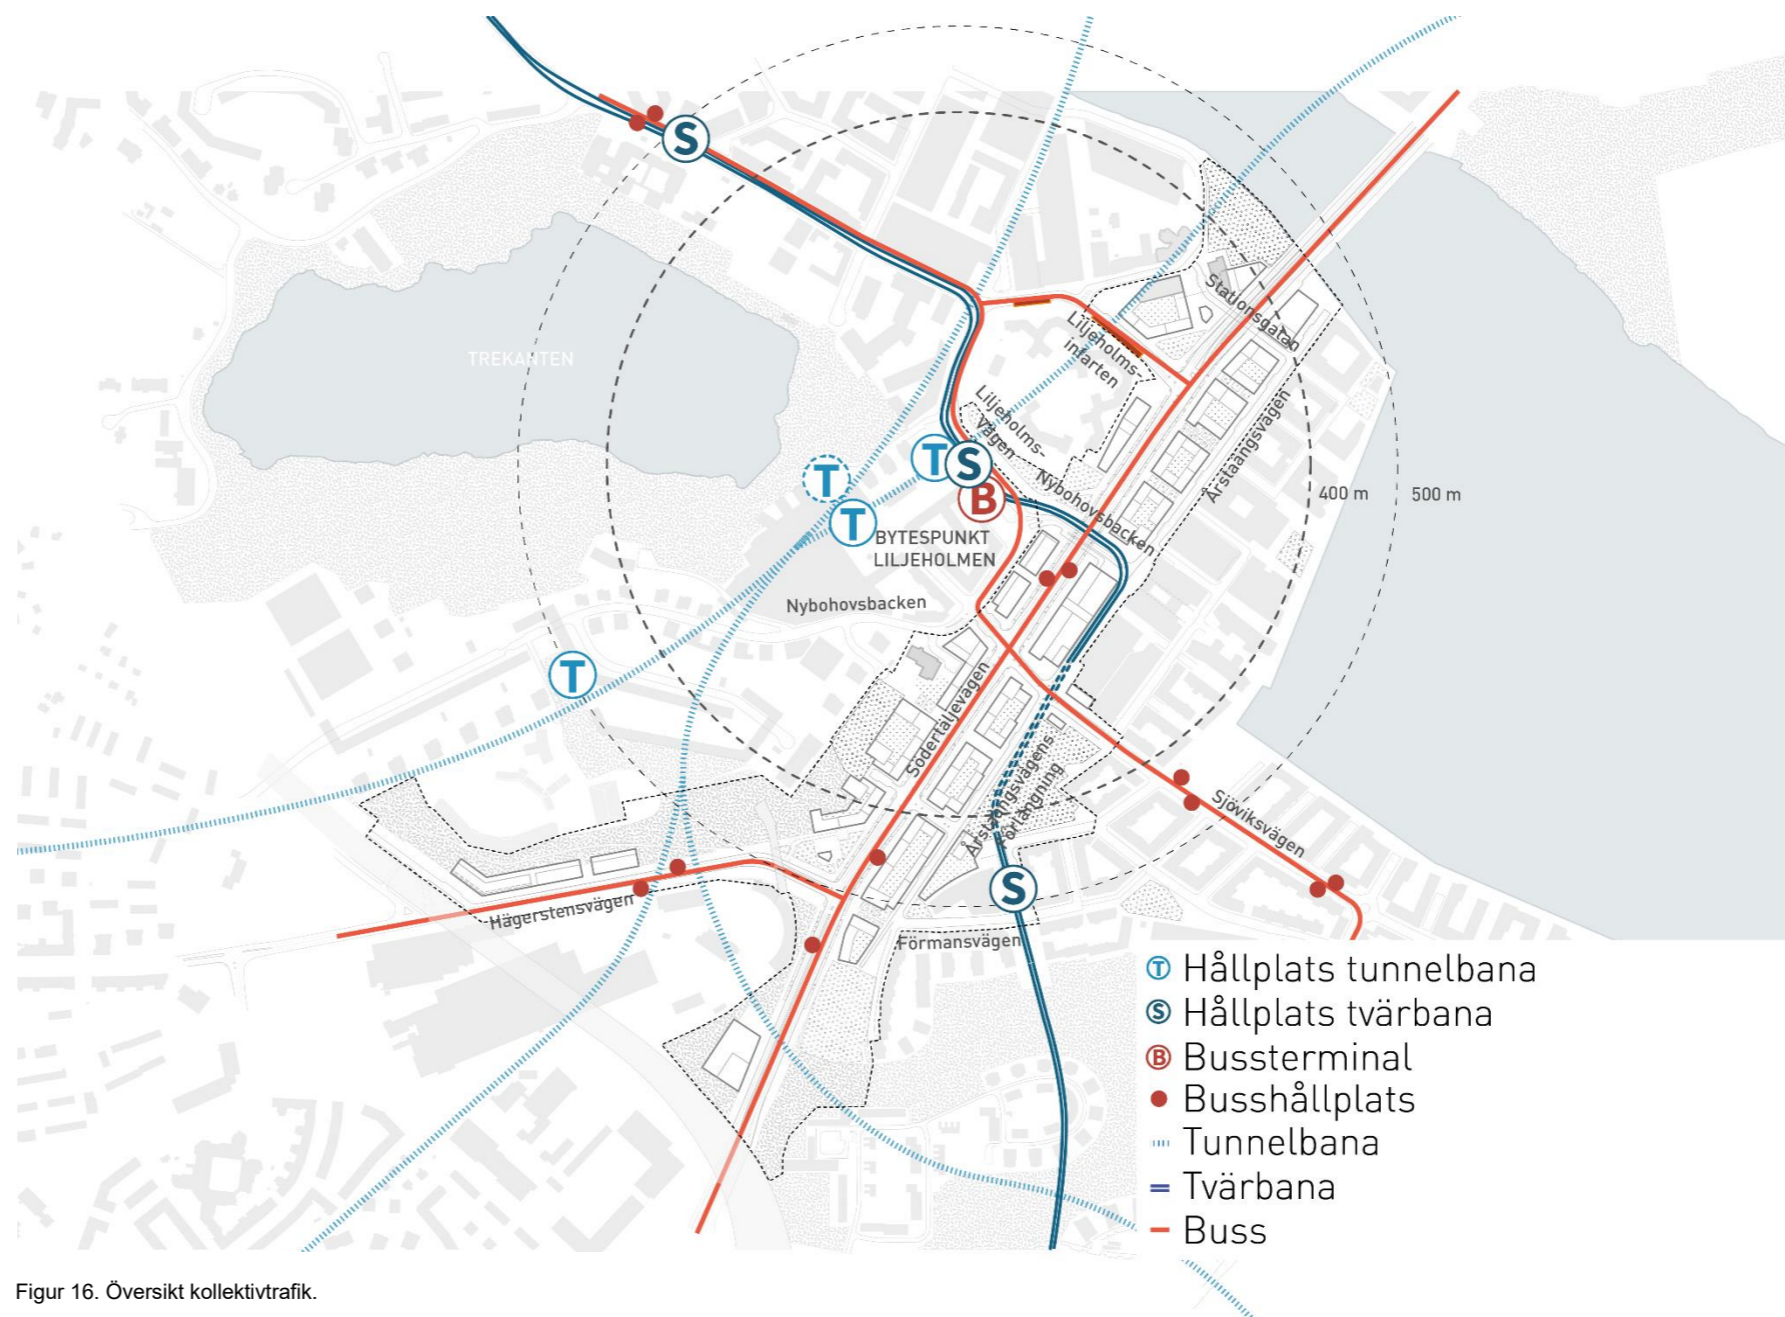 S
TREKANTEN
Stationsgatan
Liljeholms-
infarten
Liljeholms-
vägen
Årstaängsvägen
T
S
T
B
T
Nybohovsbacken
400 m
500 m
BYTESPUNKT
LILJEHOLMEN
Nybohovsbacken
T
Södertäljevägen
Årstaängsvägens
förlängning
Sjöviksvägen
S
Hägerstensvägen
Förmansvägen
T Hållplats tunnelbana
S Hållplats tvärbana
B Bussterminal
Busshållplats
Tunnelbana
Tvärbana
Buss
Figur 16. Översikt kollektivtrafik.